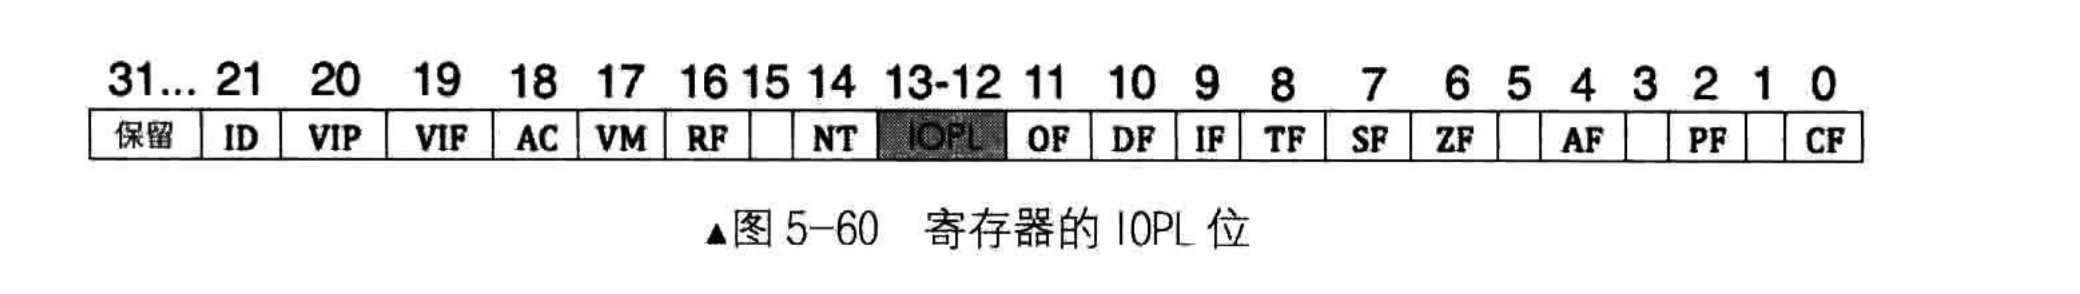 31... 21 20 19 18 17 16 15 14 13-12 11 10 9 8 7 6 5 4 3 2 1 0
保留 ID VIP VIF AC VM RF NT IOPL OF DF IF TF SF ZF AF PF CF
▲图 5-60 寄存器的 IOPL 位